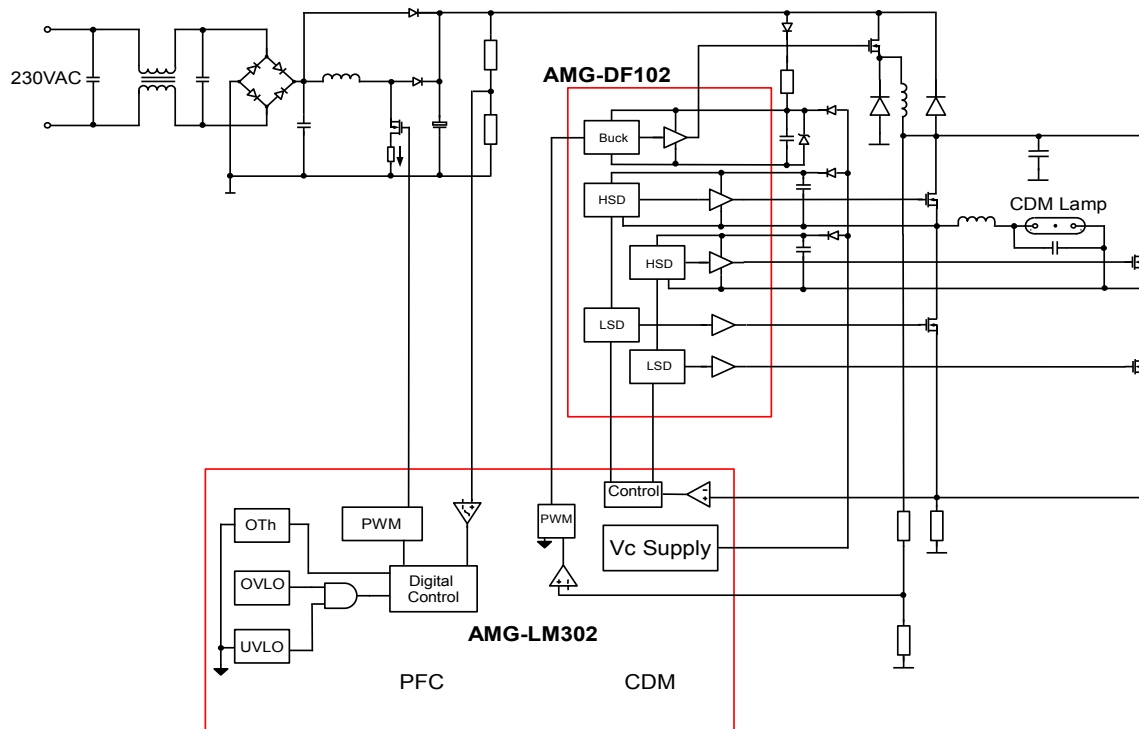 230VAC
AMG-DF102
Buck
HSD
CDM Lamp
HSD
LSD
LSD
Control
PWM
OTh
PWM
Vc Supply
Digital
Control
OVLO
AMG-LM302
UVLO
PFC
CDM